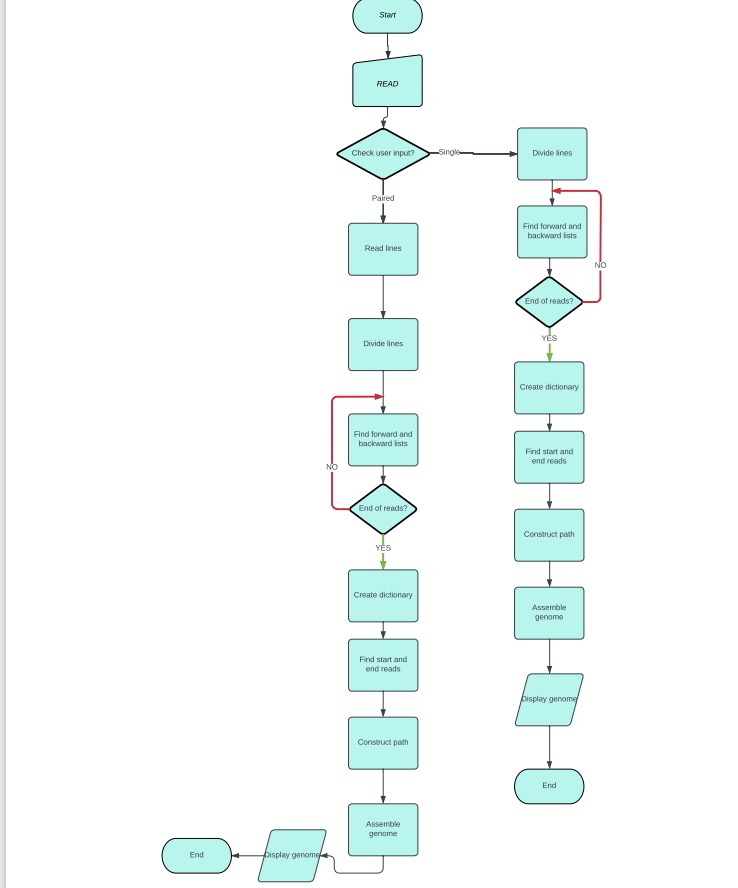 Start
READ
Check user input?
Single
Divide lines
Paired
Find forward and
backward lists
Read lines
NO
End of reads?
YES
Divide lines
Create dictionary
Find forward and
backward lists
Find start and
end reads
NO
End of reads?
Construct path
YES
Create dictionary
Assemble
genome
Find start and
end reads
Display genome
Construct path
End
Assemble
genome
Display genome
End